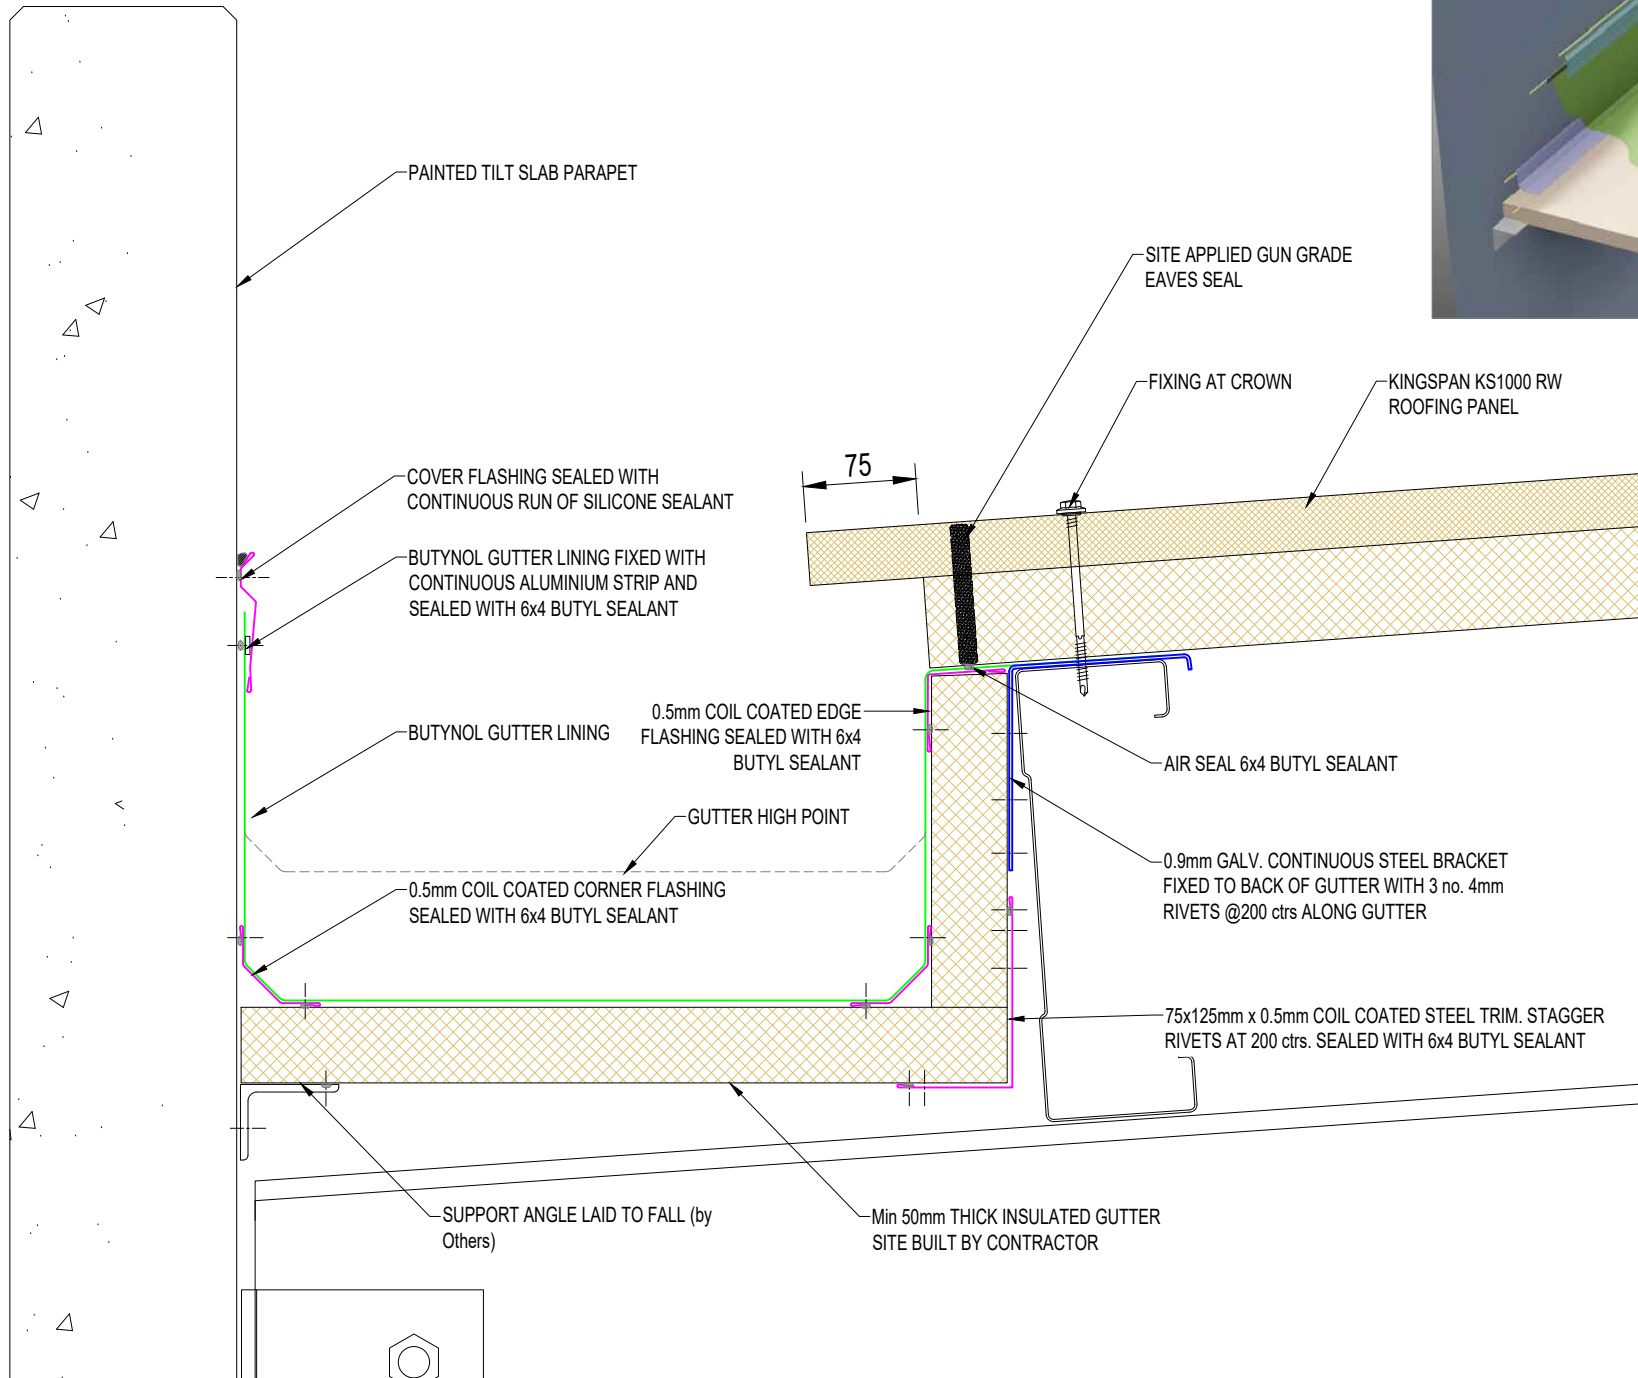 PAINTED TILT SLAB PARAPET
SITE APPLIED GUN GRADE
EAVES SEAL
FIXING AT CROWN
KINGSPAN KS1000 RW
ROOFING PANEL
75
COVER FLASHING SEALED WITH
CONTINUOUS RUN OF SILICONE SEALANT
BUTYNOL GUTTER LINING FIXED WITH
CONTINUOUS ALUMINIUM STRIP AND
SEALED WITH 6x4 BUTYL SEALANT
BUTYNOL GUTTER LINING
0.5mm COIL COATED EDGE
FLASHING SEALED WITH 6x4
BUTYL SEALANT
AIR SEAL 6x4 BUTYL SEALANT
GUTTER HIGH POINT
0.5mm COIL COATED CORNER FLASHING
SEALED WITH 6x4 BUTYL SEALANT
0.9mm GALV. CONTINUOUS STEEL BRACKET
FIXED TO BACK OF GUTTER WITH 3 no. 4mm
RIVETS @200 ctrs ALONG GUTTER
75x125mm x 0.5mm COIL COATED STEEL TRIM. STAGGER
RIVETS AT 200 ctrs. SEALED WITH 6x4 BUTYL SEALANT
SUPPORT ANGLE LAID TO FALL (by
Others)
Min 50mm THICK INSULATED GUTTER
SITE BUILT BY CONTRACTOR